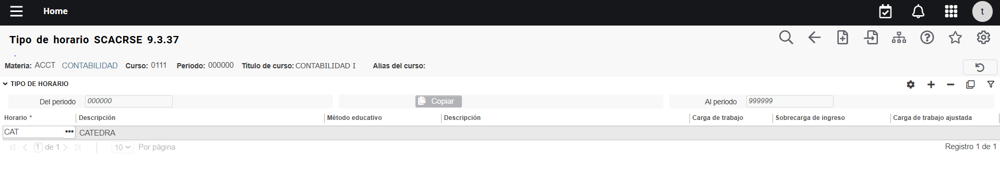 Home
t
Tipo de horario SCACRSE 9.3.37
Materia: ACCT CONTABILIDAD Curso: 0111 Periodo: 000000 Título de curso: CONTABILIDAD I Alias del curso:
TIPO DE HORARIO
Del periodo 000000 Copiar Al periodo 999999
Horario * Descripción Método educativo Descripción Carga de trabajo Sobrecarga de ingreso Carga de trabajo ajustada
CAT ••• CATEDRA
1 de 1 10 Por página Registro 1 de 1